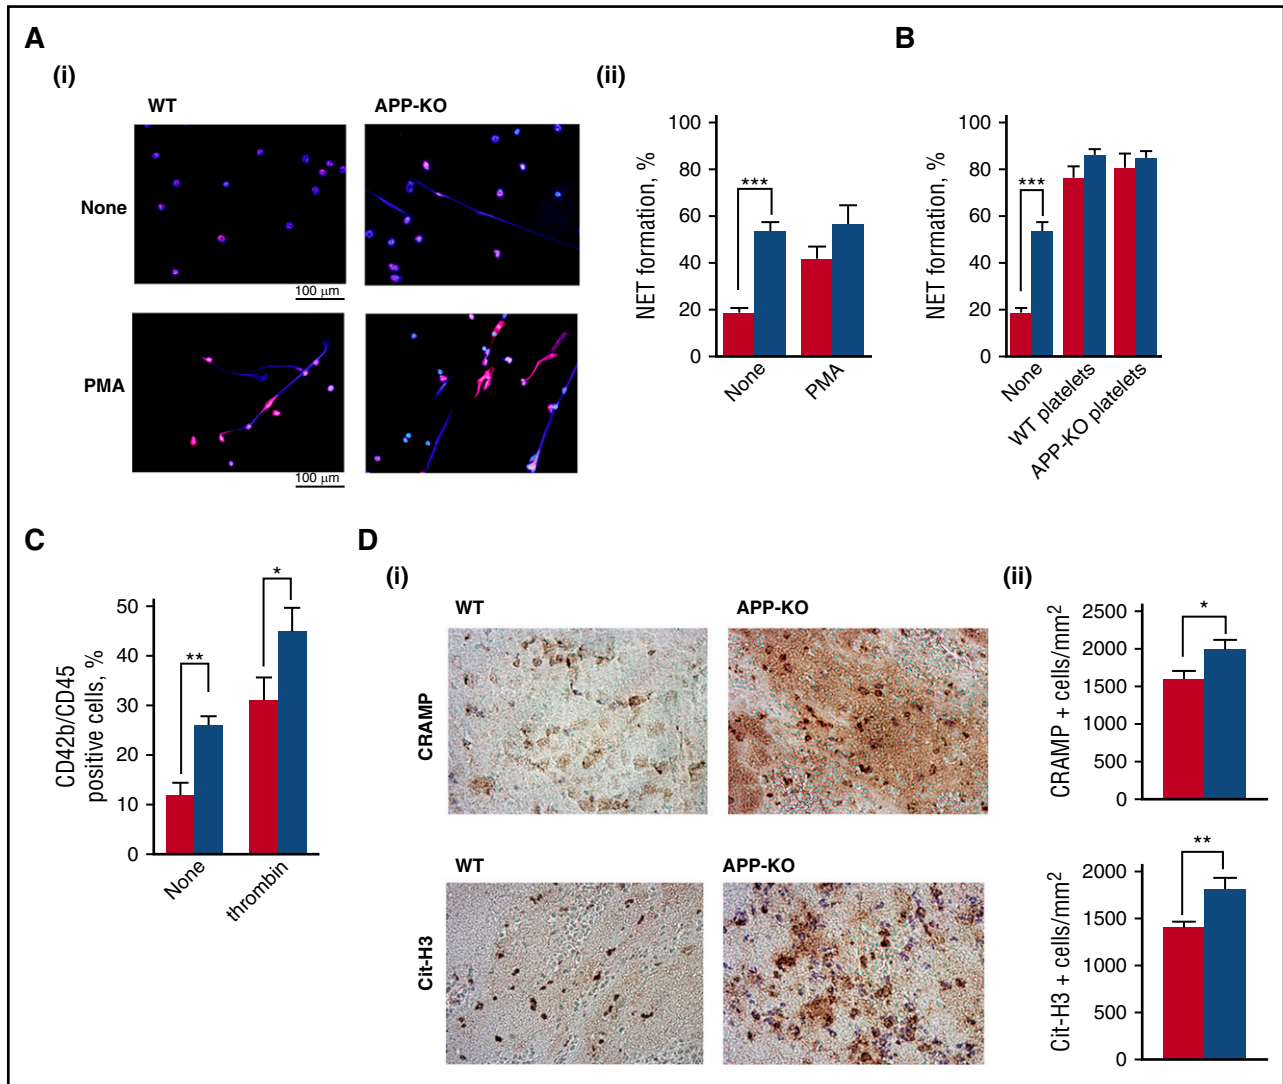 A
(i)
WT
APP-KO
None
100 μm
PMA
100 μm
(ii)
NET formation, %
100
80
60
40
20
0
***
None
PMA
B
NET formation, %
100
80
60
40
20
0
***
None
WT platelets
APP-KO platelets
C
CD42b/CD45
positive cells, %
50
40
30
20
10
0
**
*
None
thrombin
D
(i)
WT
APP-KO
CRAMP
WT
APP-KO
Cit-H3
(ii)
CRAMP + cells/mm²
2500
2000
1500
1000
500
0
*
Cit-H3 + cells/mm²
2000
1500
1000
500
0
**